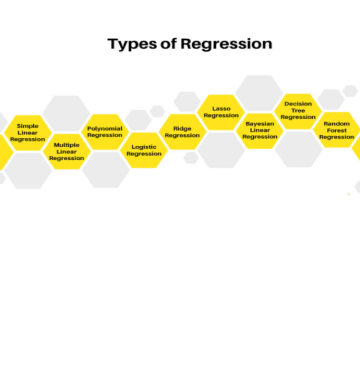 Types of Regression
Simple
Linear
Regression
Multiple
Linear
Regression
Polynomial
Regression
Logistic
Regression
Ridge
Regression
Lasso
Regression
Bayesian
Linear
Regression
Decision
Tree
Regression
Random
Forest
Regression